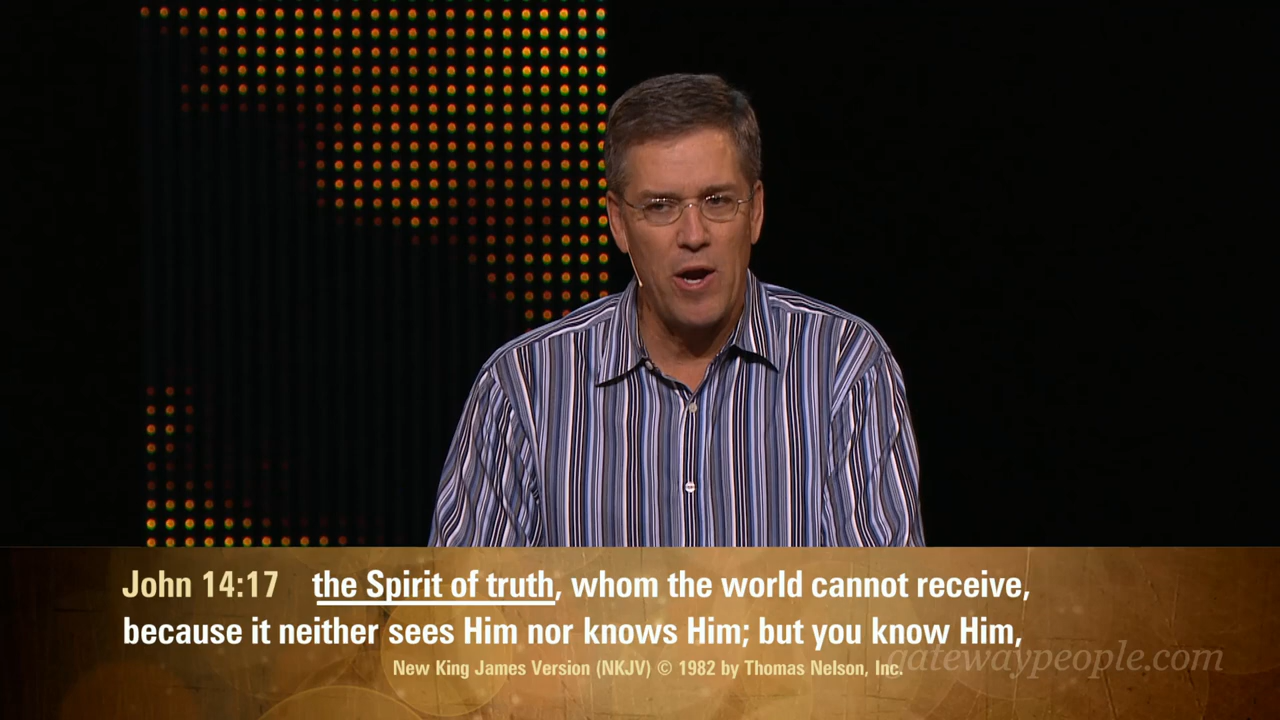 John 14:17 the Spirit of truth, whom the world cannot receive,
because it neither sees Him nor knows Him; but you know Him,
New King James Version (NKJV) © 1982 by Thomas Nelson, Inc.
gatewaypeople.com